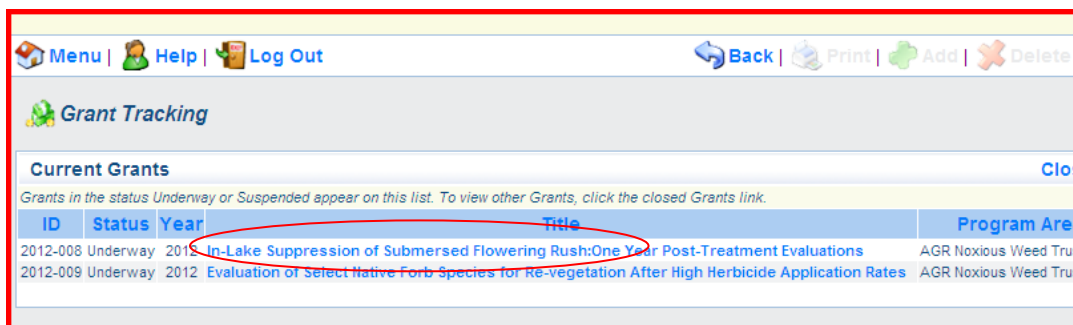 Menu | Help | Log Out Back | Print | Add | Delete
Grant Tracking
Current Grants Clo
Grants in the status Underway or Suspended appear on this list. To view other Grants, click the closed Grants link.
ID Status Year Title Program Are
2012-008 Underway 2012 In-Lake Suppression of Submersed Flowering Rush:One Year Post-Treatment Evaluations AGR Noxious Weed Tru
2012-009 Underway 2012 Evaluation of Select Native Forb Species for Re-vegetation After High Herbicide Application Rates AGR Noxious Weed Tru